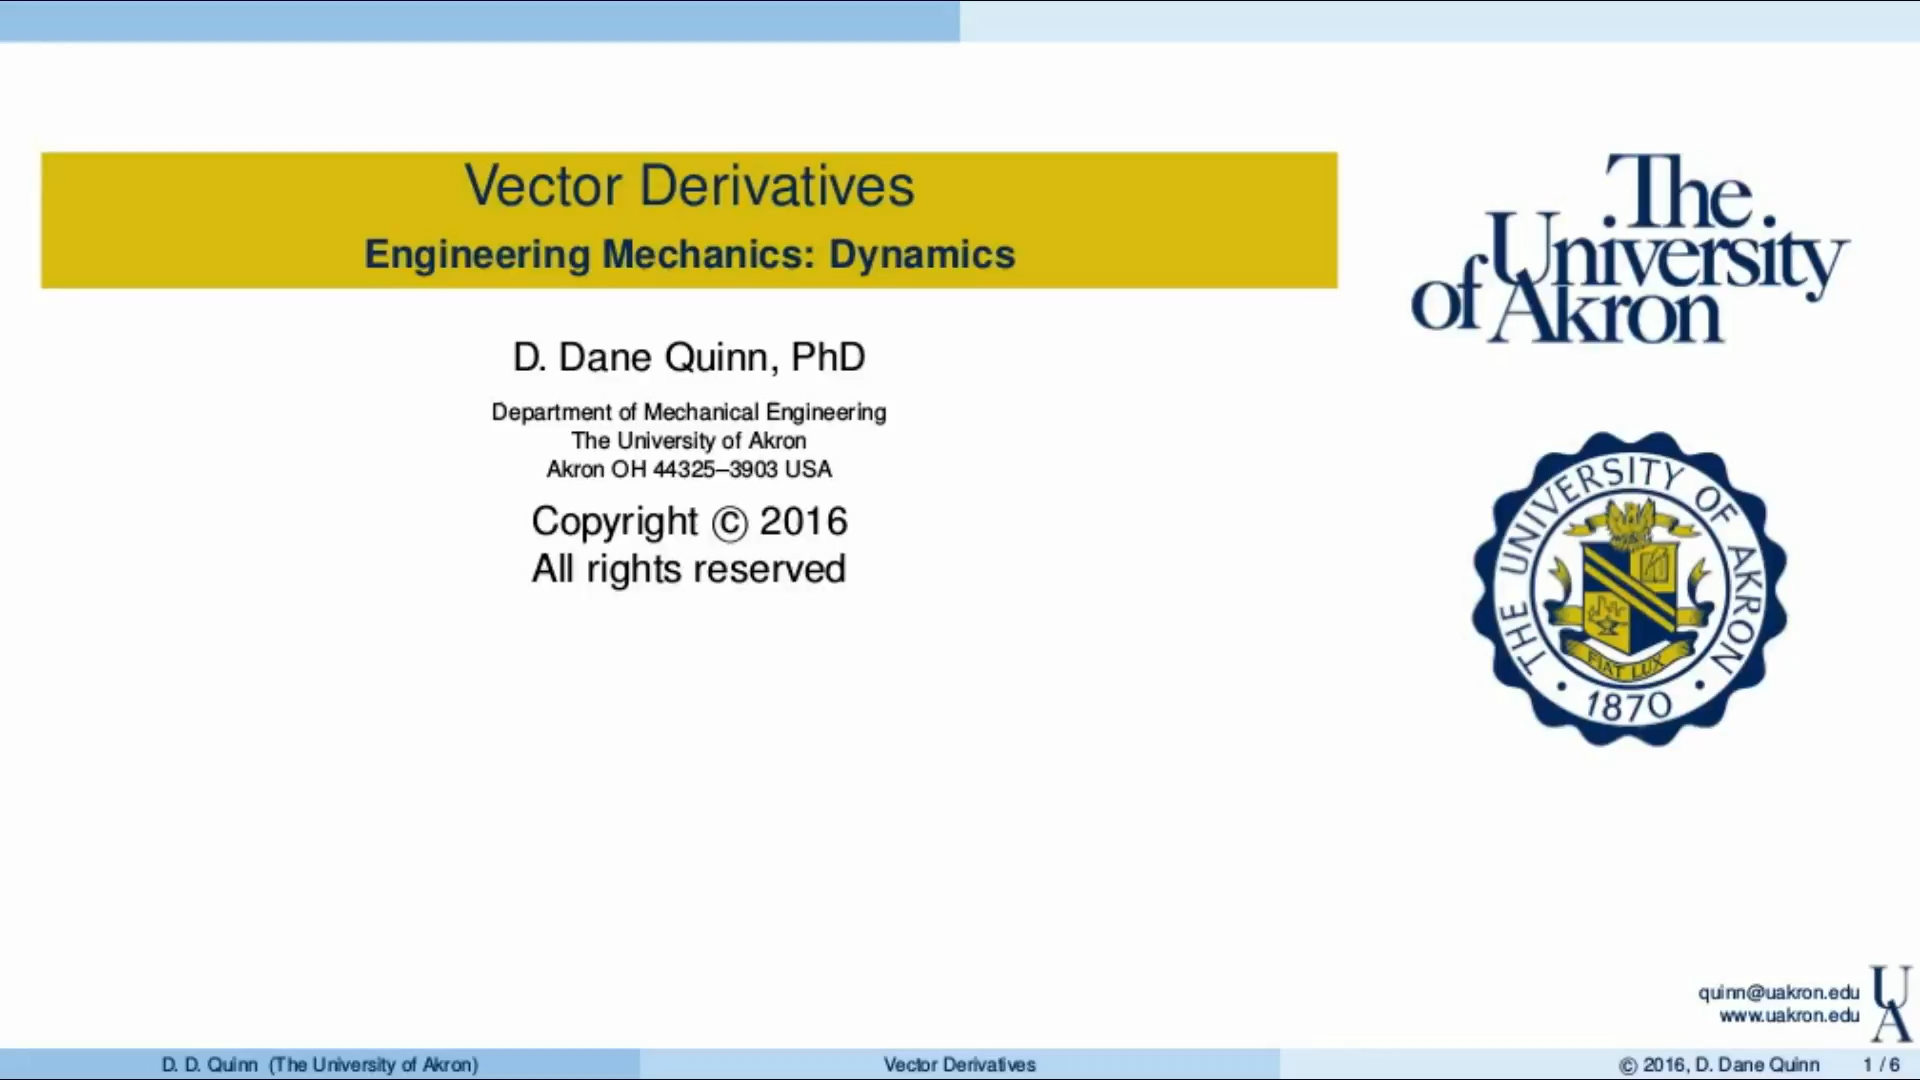 Vector Derivatives
Engineering Mechanics: Dynamics
D. Dane Quinn, PhD
Department of Mechanical Engineering
The University of Akron
Akron OH 44325–3903 USA
Copyright © 2016
All rights reserved
The
University
of Akron
THE UNIVERSITY OF AKRON
FIAT LUX
• 1870 •
quinn@uakron.edu
www.uakron.edu
UA
D. D. Quinn (The University of Akron)
Vector Derivatives
© 2016, D. Dane Quinn 1 / 6